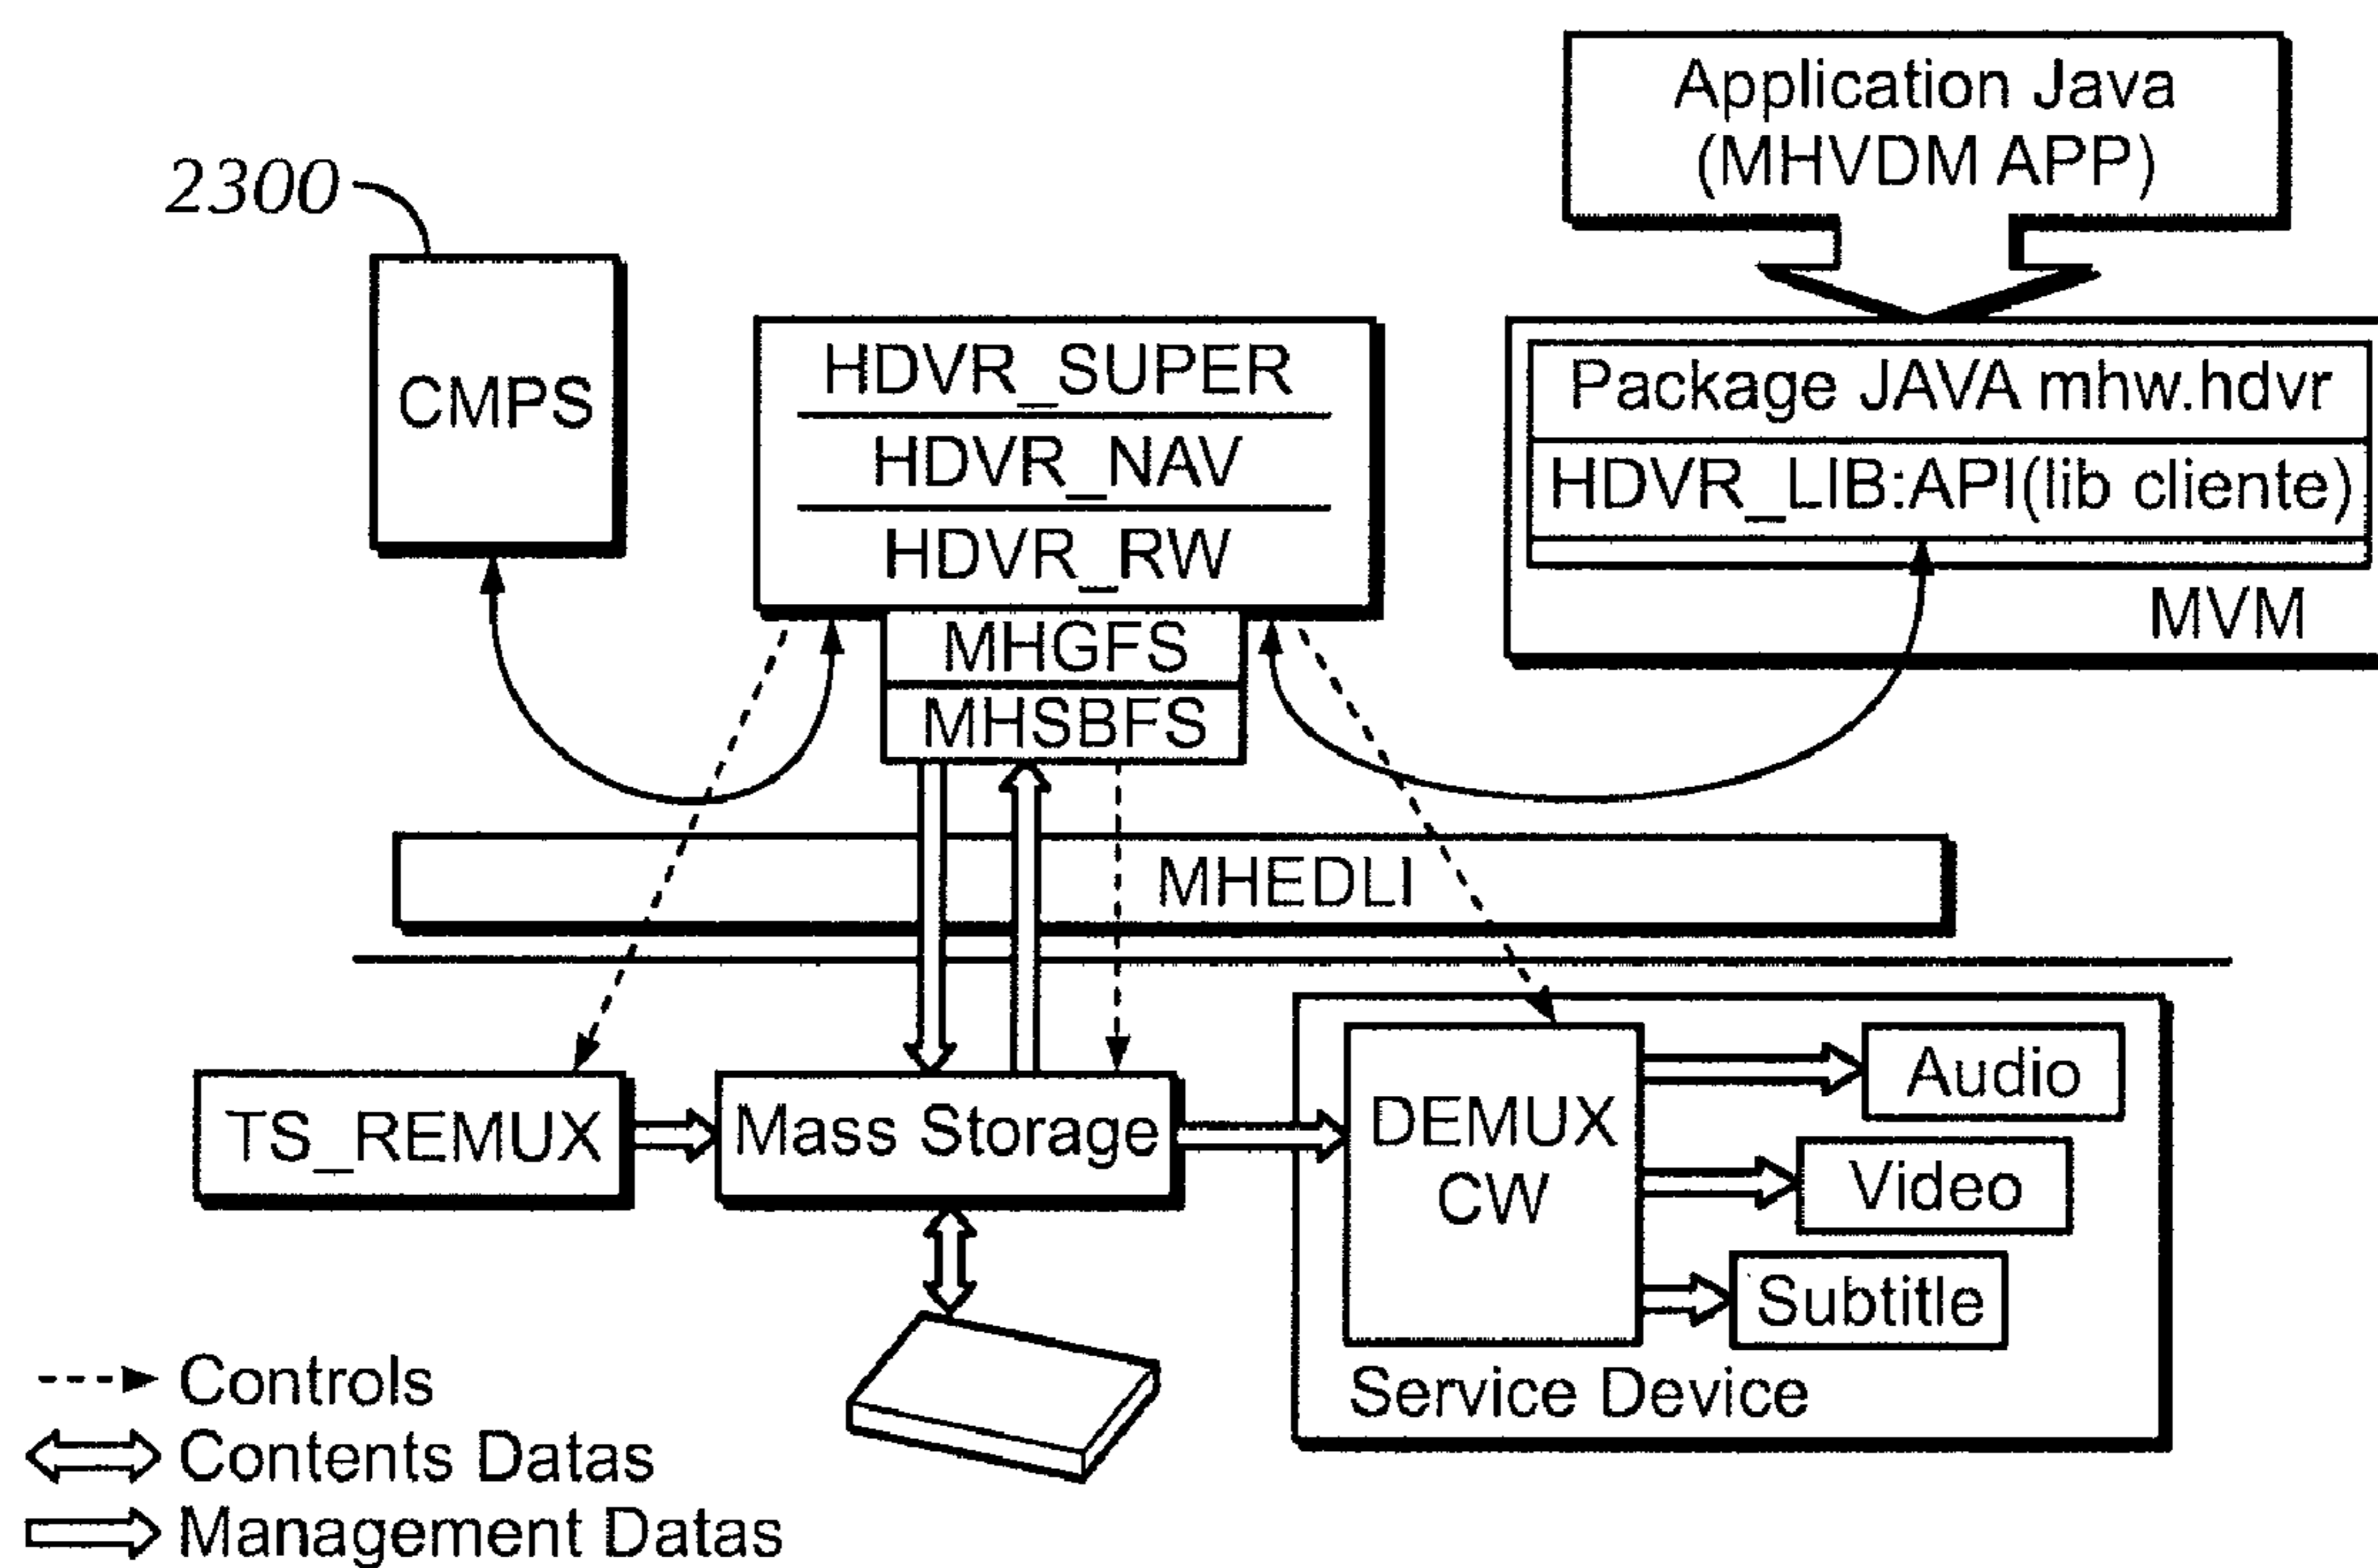 Application Java
(MHVDM APP)
2300
CMPS
HDVR_SUPER
HDVR_NAV
HDVR_RW
MHGFS
MHSBFS
Package JAVA mhw.hdvr
HDVR_LIB:API(lib cliente)
MVM
MHEDLI
TS_REMUX
Mass Storage
DEMUX
CW
Audio
Video
Subtitle
Service Device
Controls
Contents Datas
Management Datas